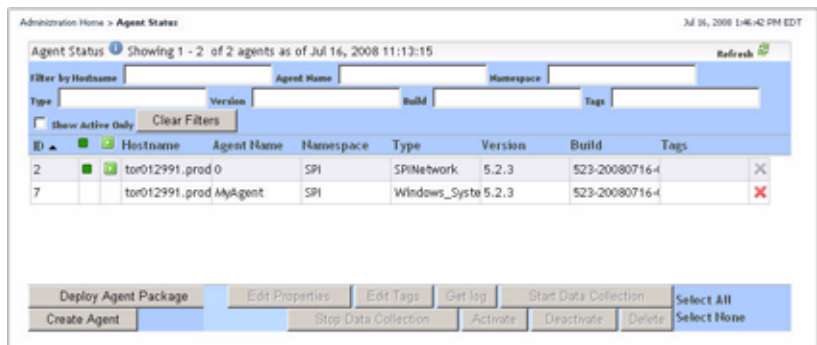 Administration Home > Agent Status Jul 16, 2008 1:46:42 PM EDT
Agent Status Showing 1 - 2 of 2 agents as of Jul 16, 2008 11:13:15 Refresh
Filter by Hostname Agent Name Namespace
Type Version Build Tags
Show Active Only Clear Filters
ID Hostname Agent Name Namespace Type Version Build Tags
2 tor012991.prod 0 SPI SPINetwork 5.2.3 523-20080716-
7 tor012991.prod MyAgent SPI Windows_Syste 5.2.3 523-20080716-
Deploy Agent Package Edit Properties Edit Tags Get log Start Data Collection Select All
Create Agent Stop Data Collection Activate Deactivate Delete Select None